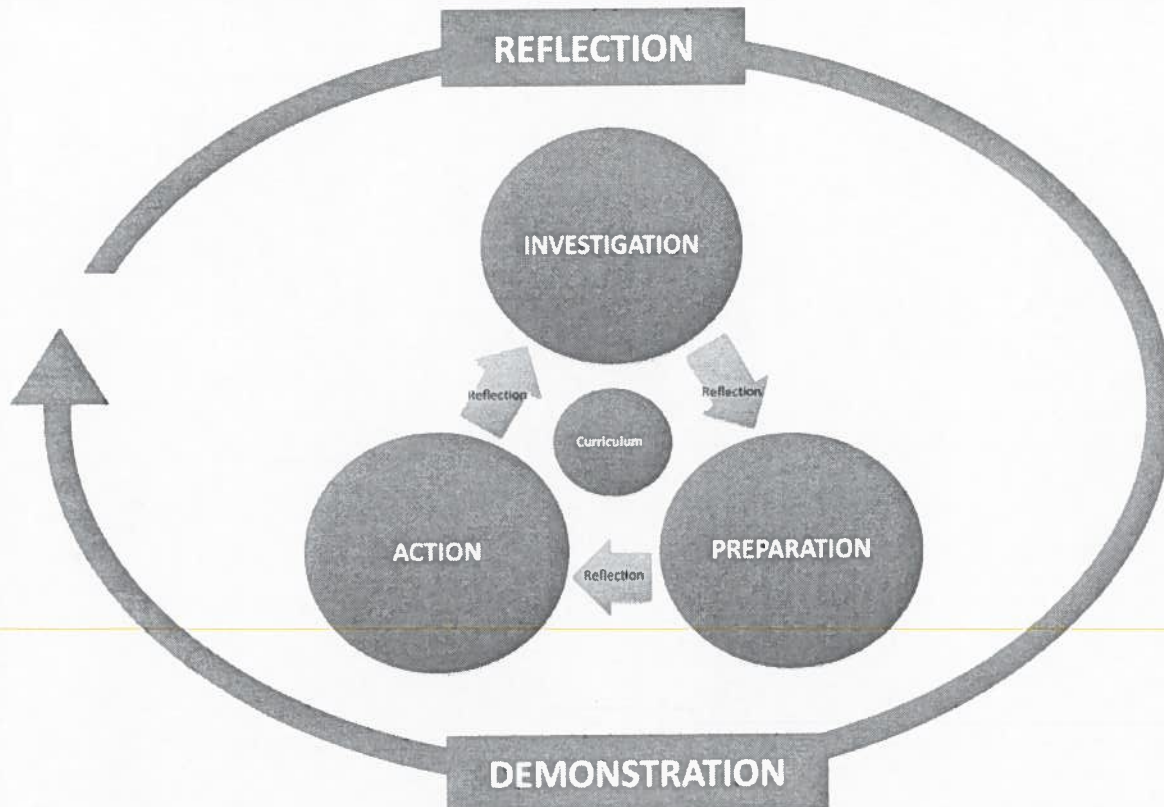 REFLECTION
INVESTIGATION
Reflection
Reflection
Curriculum
ACTION
PREPARATION
Reflection
DEMONSTRATION